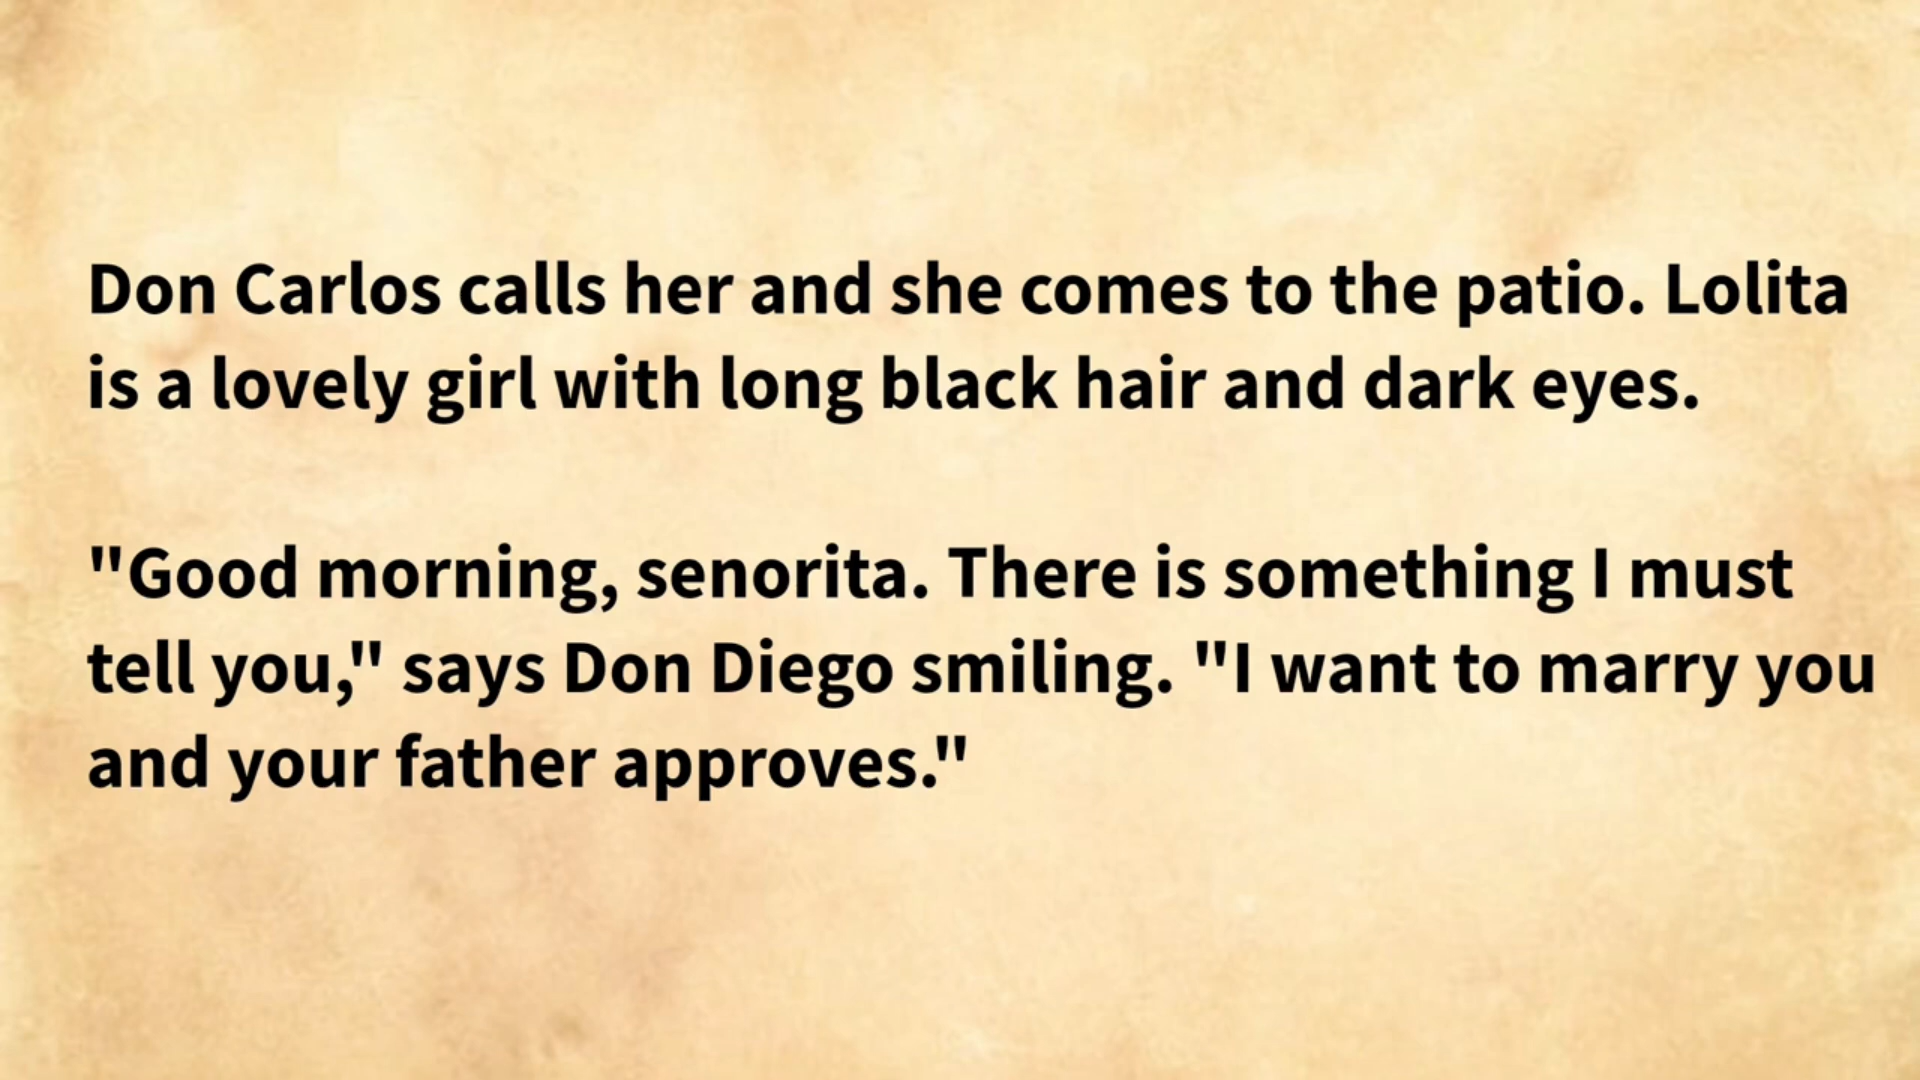 Don Carlos calls her and she comes to the patio. Lolita
is a lovely girl with long black hair and dark eyes.
"Good morning, senorita. There is something I must
tell you," says Don Diego smiling. "I want to marry you
and your father approves."